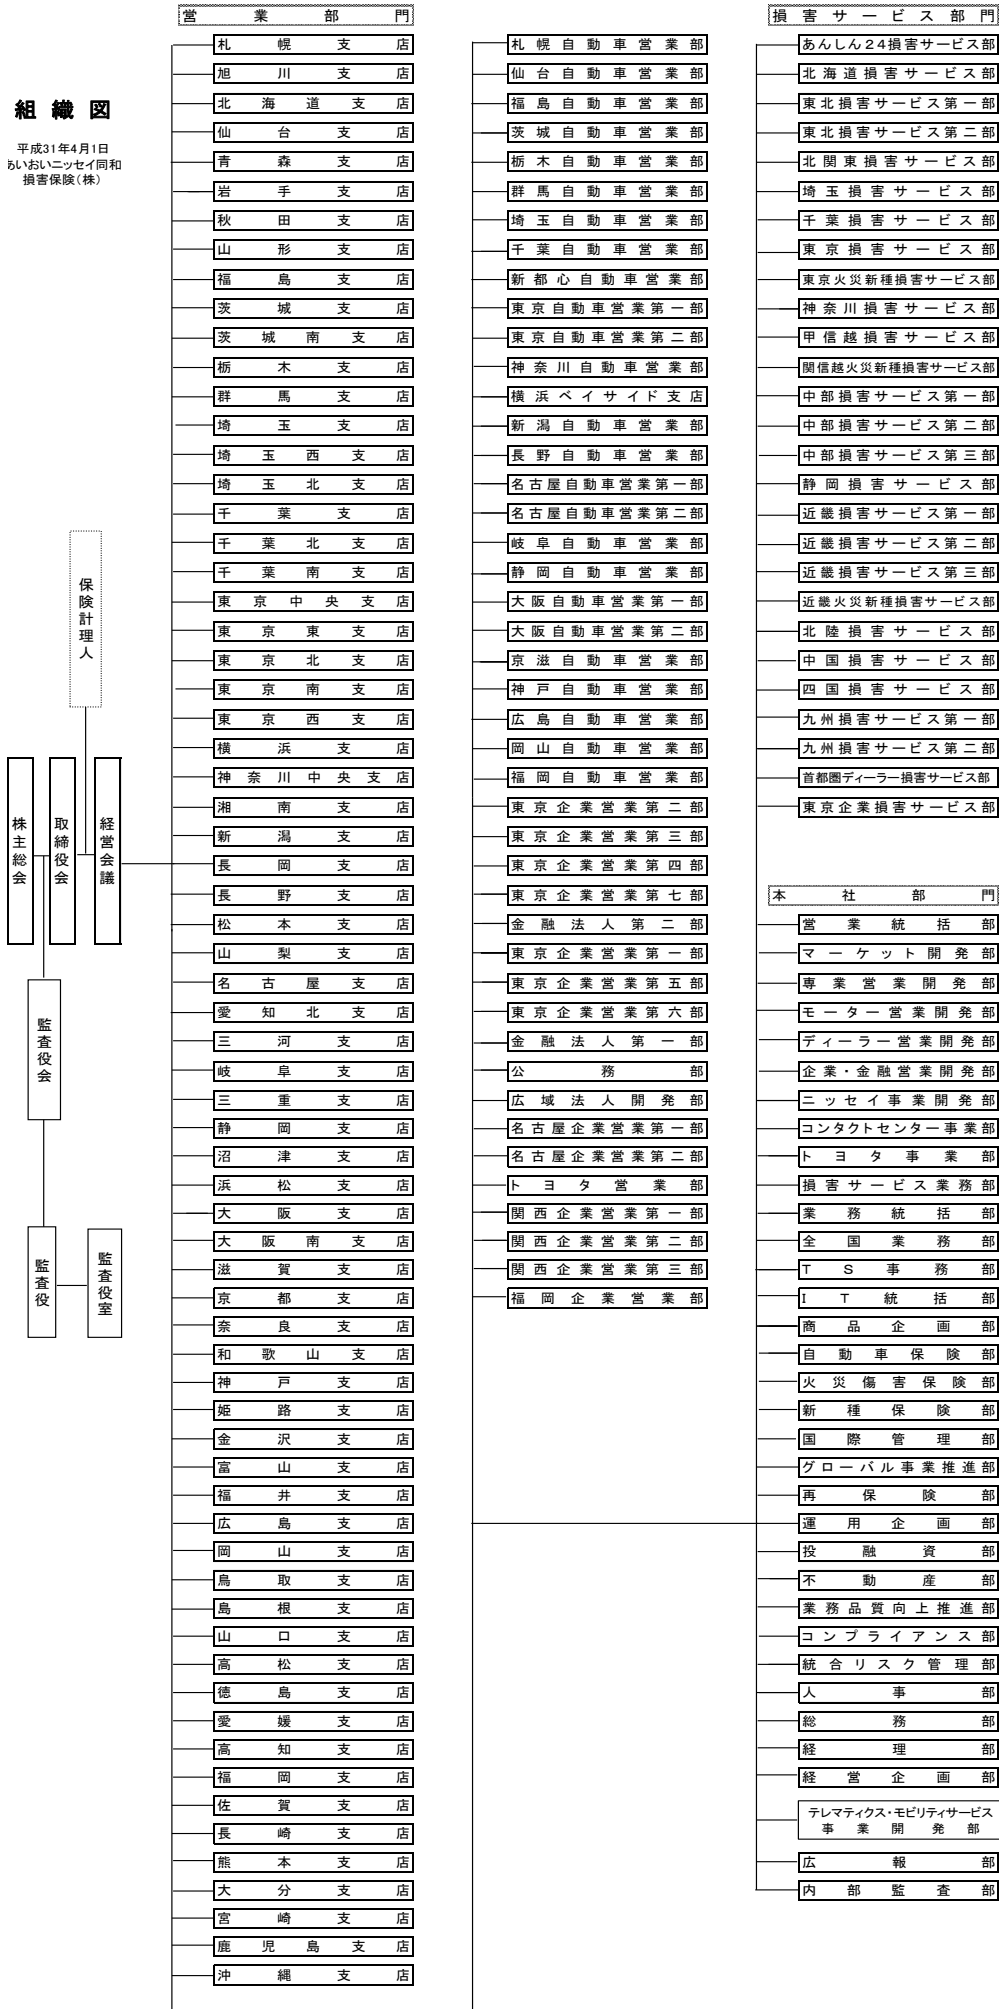 組織図
平成31年4月1日
あいおいニッセイ同和
損害保険(株)
保険計理人
株主総会
取締役会
経営会議
監査役会
監査役
監査役室
営業部門
札幌支店
旭川支店
北海道支店
仙台支店
青森支店
岩手支店
秋田支店
山形支店
福島支店
茨城支店
茨城南支店
栃木支店
群馬支店
埼玉支店
埼玉西支店
埼玉北支店
千葉支店
千葉北支店
千葉南支店
東京中央支店
東京東支店
東京北支店
東京南支店
東京西支店
横浜支店
神奈川中央支店
湘南支店
新潟支店
長岡支店
長野支店
松本支店
山梨支店
名古屋支店
愛知北支店
三河支店
岐阜支店
三重支店
静岡支店
沼津支店
浜松支店
大阪支店
大阪南支店
滋賀支店
京都支店
奈良支店
和歌山支店
神戸支店
姫路支店
金沢支店
富山支店
福井支店
広島支店
岡山支店
鳥取支店
島根支店
山口支店
高松支店
徳島支店
愛媛支店
高知支店
福岡支店
佐賀支店
長崎支店
熊本支店
大分支店
宮崎支店
鹿児島支店
沖縄支店
札幌自動車営業部
仙台自動車営業部
福島自動車営業部
茨城自動車営業部
栃木自動車営業部
群馬自動車営業部
埼玉自動車営業部
千葉自動車営業部
新都心自動車営業部
東京自動車営業第一部
東京自動車営業第二部
神奈川自動車営業部
横浜ベイサイド支店
新潟自動車営業部
長野自動車営業部
名古屋自動車営業第一部
名古屋自動車営業第二部
岐阜自動車営業部
静岡自動車営業部
大阪自動車営業第一部
大阪自動車営業第二部
京滋自動車営業部
神戸自動車営業部
広島自動車営業部
岡山自動車営業部
福岡自動車営業部
東京企業営業第二部
東京企業営業第三部
東京企業営業第四部
東京企業営業第七部
金融法人第二部
東京企業営業第一部
東京企業営業第五部
東京企業営業第六部
金融法人第一部
公務部
広域法人開発部
名古屋企業営業第一部
名古屋企業営業第二部
トヨタ営業部
関西企業営業第一部
関西企業営業第二部
関西企業営業第三部
福岡企業営業部
損害サービス部門
あんしん24損害サービス部
北海道損害サービス部
東北損害サービス第一部
東北損害サービス第二部
北関東損害サービス部
埼玉損害サービス部
千葉損害サービス部
東京損害サービス部
東京火災新種損害サービス部
神奈川損害サービス部
甲信越損害サービス部
関信越火災新種損害サービス部
中部損害サービス第一部
中部損害サービス第二部
中部損害サービス第三部
静岡損害サービス部
近畿損害サービス第一部
近畿損害サービス第二部
近畿損害サービス第三部
近畿火災新種損害サービス部
北陸損害サービス部
中国損害サービス部
四国損害サービス部
九州損害サービス第一部
九州損害サービス第二部
首都圏ディーラー損害サービス部
東京企業損害サービス部
本社部門
営業統括部
マーケット開発部
専業営業開発部
モーター営業開発部
ディーラー営業開発部
企業・金融営業開発部
ニッセイ事業開発部
コンタクトセンター事業部
トヨタ事業部
損害サービス業務部
業務統括部
全国業務部
TS事務部
IT統括部
商品企画部
自動車保険部
火災傷害保険部
新種保険部
国際管理部
グローバル事業推進部
再保険部
運用企画部
投融資部
不動産部
業務品質向上推進部
コンプライアンス部
統合リスク管理部
人事部
総務部
経理部
経営企画部
テレマティクス・モビリティサービス
事業開発部
広報部
内部監査部